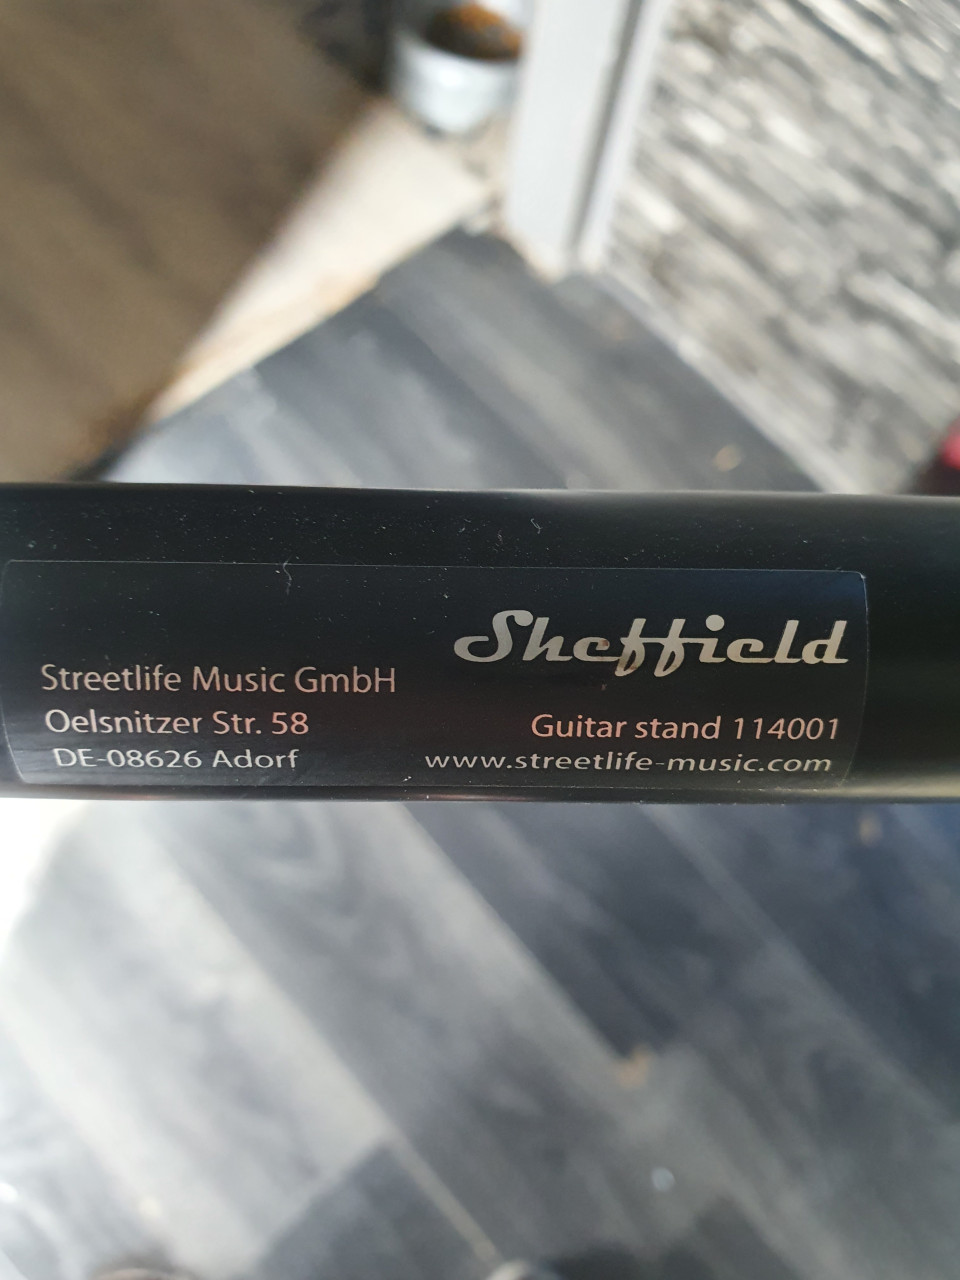 Sheffield
Streetlife Music GmbH
Oelsnitzer Str. 58
DE-08626 Adorf
Guitar stand 114001
www.streetlife-music.com